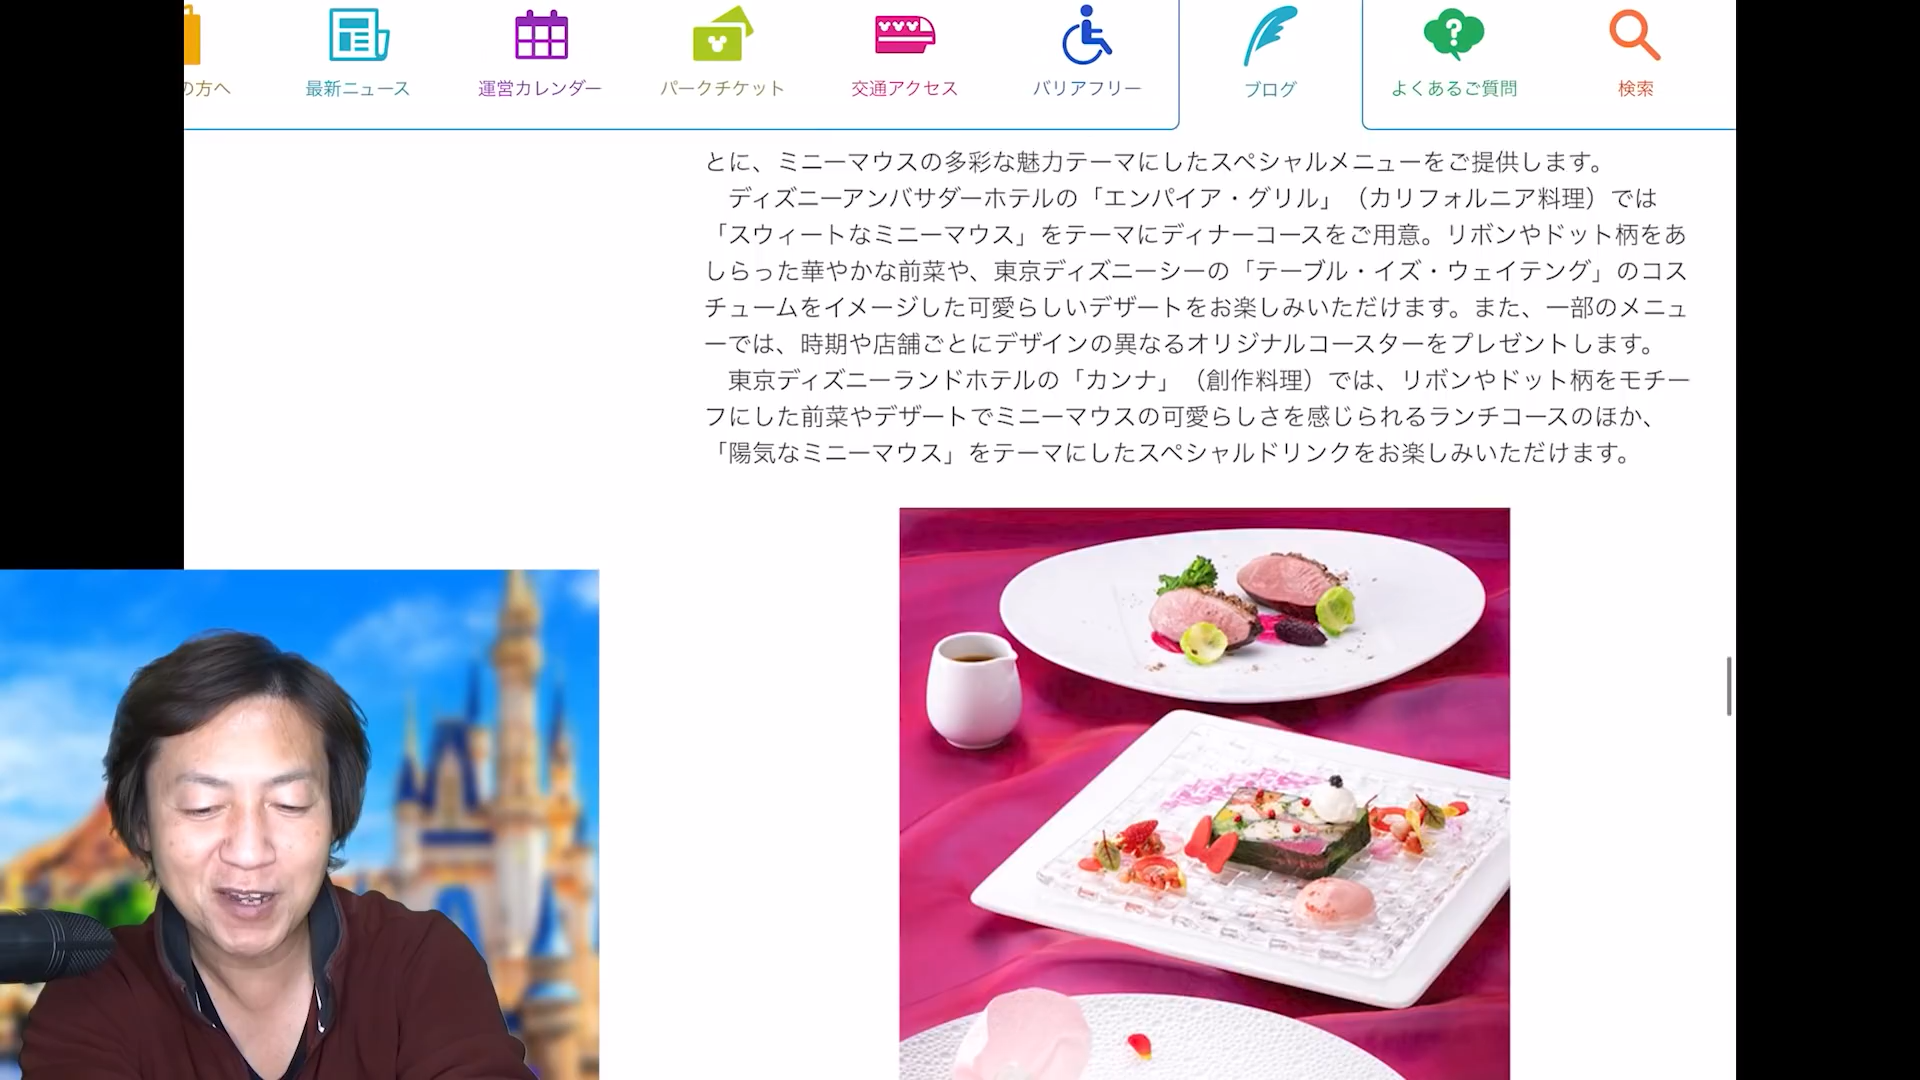 の方へ
最新ニュース
運営カレンダー
パークチケット
交通アクセス
バリアフリー
ブログ
よくあるご質問
検索
とに、ミニーマウスの多彩な魅力テーマにしたスペシャルメニューをご提供します。
ディズニーアンバサダーホテルの「エンパイア・グリル」（カリフォルニア料理）では
「スウィートなミニーマウス」をテーマにディナーコースをご用意。リボンやドット柄をあ
しらった華やかな前菜や、東京ディズニーシーの「テーブル・イズ・ウェイテング」のコス
チュームをイメージした可愛らしいデザートをお楽しみいただけます。また、一部のメニュ
ーでは、時期や店舗ごとにデザインの異なるオリジナルコースターをプレゼントします。
東京ディズニーランドホテルの「カンナ」（創作料理）では、リボンやドット柄をモチー
フにした前菜やデザートでミニーマウスの可愛らしさを感じられるランチコースのほか、
「陽気なミニーマウス」をテーマにしたスペシャルドリンクをお楽しみいただけます。